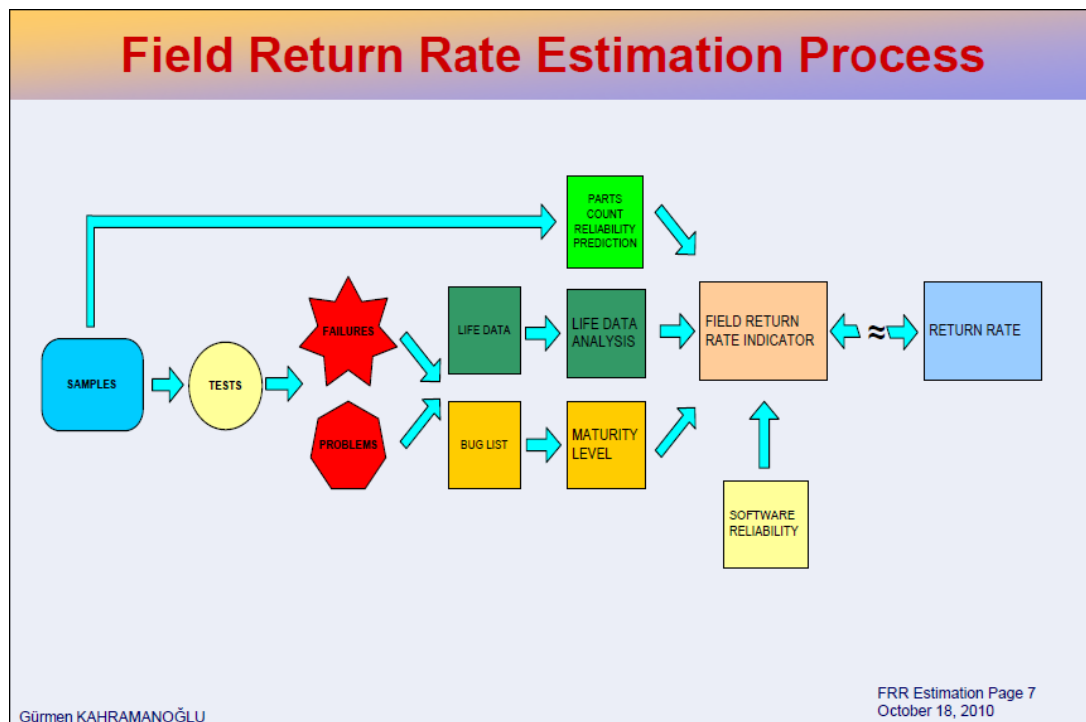 Field Return Rate Estimation Process
PARTS
COUNT
RELIABILITY
PREDICTION
FAILURES
LIFE DATA
LIFE DATA
ANALYSIS
FIELD RETURN
RATE INDICATOR
≈
RETURN RATE
SAMPLES
TESTS
PROBLEMS
BUG LIST
MATURITY
LEVEL
SOFTWARE
RELIABILITY
Gürmen KAHRAMANOĞLU
FRR Estimation Page 7
October 18, 2010